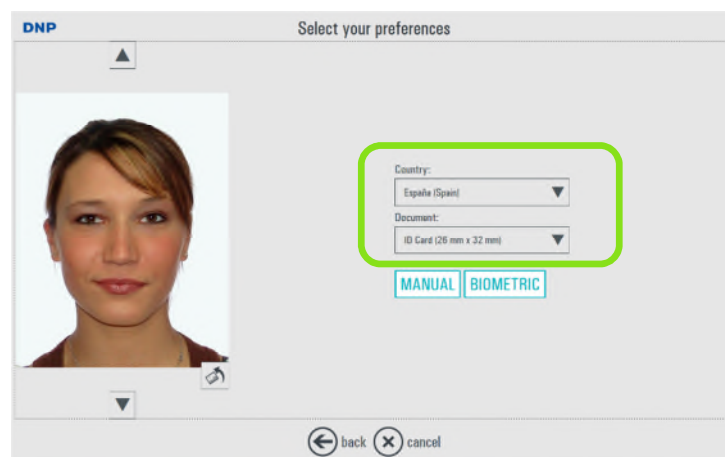 DNP
Select your preferences
Country:
España (Spain)
Document:
ID Card (26 mm x 32 mm)
MANUAL BIOMETRIC
back cancel